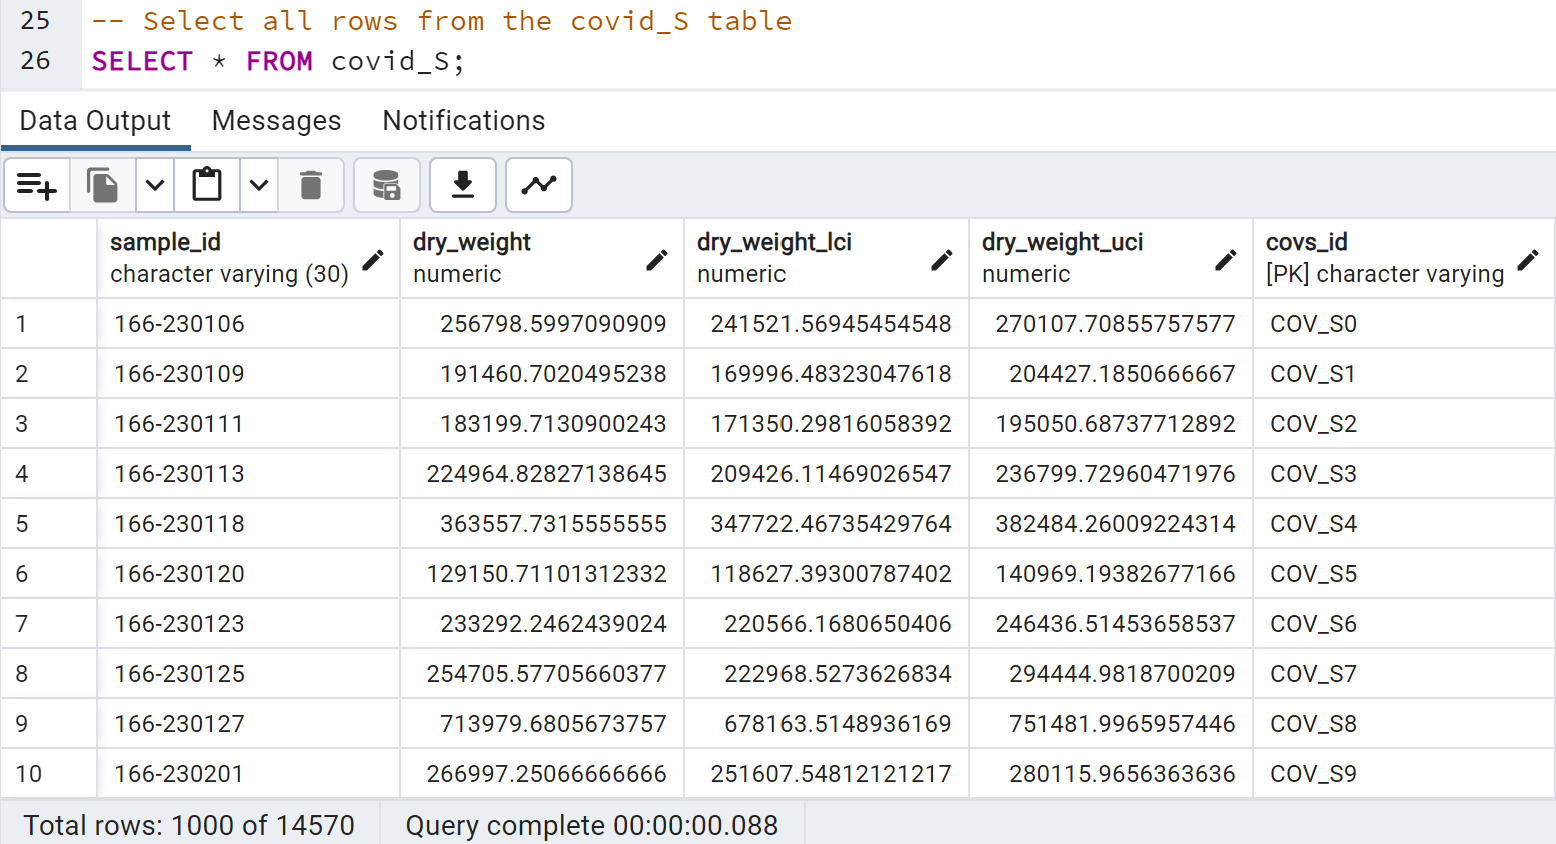 25 -- Select all rows from the covid_S table
26 SELECT * FROM covid_S;
Data Output Messages Notifications
sample_id dry_weight dry_weight_lci dry_weight_uci covs_id
character varying (30) numeric numeric numeric [PK] character varying
1 166-230106 256798.5997090909 241521.56945454548 270107.70855757577 COV_S0
2 166-230109 191460.7020495238 169996.48323047618 204427.1850666667 COV_S1
3 166-230111 183199.7130900243 171350.29816058392 195050.68737712892 COV_S2
4 166-230113 224964.82827138645 209426.11469026547 236799.72960471976 COV_S3
5 166-230118 363557.7315555555 347722.46735429764 382484.26009224314 COV_S4
6 166-230120 129150.71101312332 118627.39300787402 140969.19382677166 COV_S5
7 166-230123 233292.2462439024 220566.1680650406 246436.51453658537 COV_S6
8 166-230125 254705.57705660377 222968.5273626834 294444.9818700209 COV_S7
9 166-230127 713979.6805673757 678163.5148936169 751481.9965957446 COV_S8
10 166-230201 266997.25066666666 251607.54812121217 280115.9656363636 COV_S9
Total rows: 1000 of 14570 Query complete 00:00:00.088